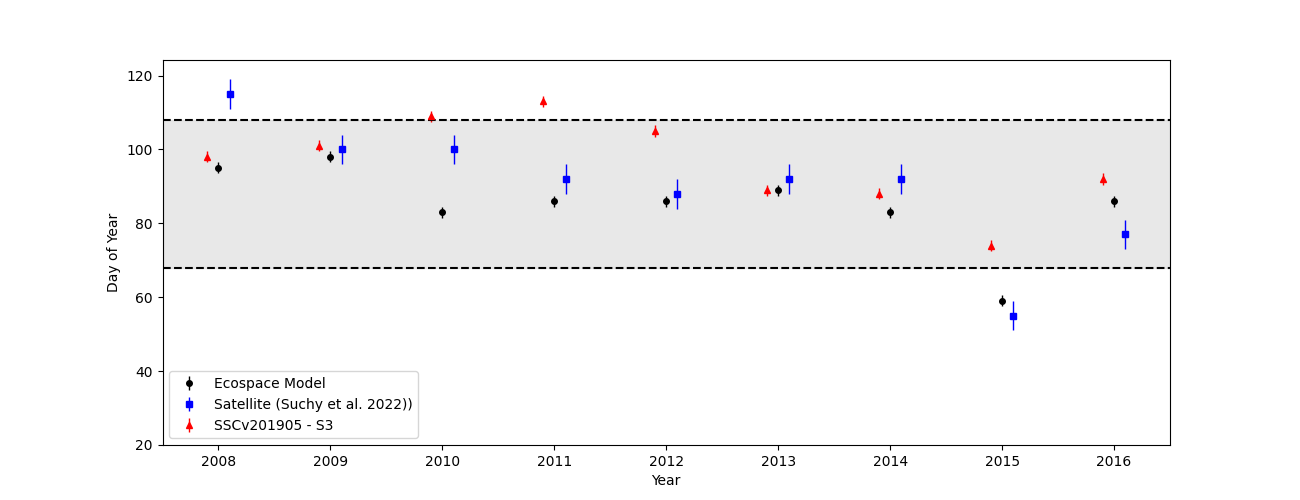 120
100
80
60
40
20
Day of Year
Ecospace Model
Satellite (Suchy et al. 2022))
SSCv201905 - S3
2008 2009 2010 2011 2012 2013 2014 2015 2016
Year